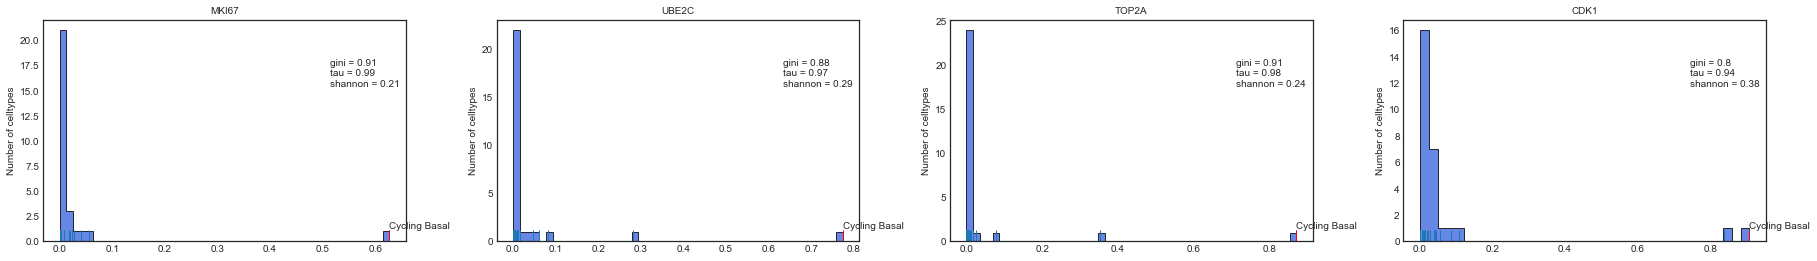 MKI67
Number of celltypes
20.0
17.5
15.0
12.5
10.0
7.5
5.0
2.5
0.0
gini = 0.91
tau = 0.99
shannon = 0.21
Cycling Basal
0.0 0.1 0.2 0.3 0.4 0.5 0.6
UBE2C
Number of celltypes
20
15
10
5
0
gini = 0.88
tau = 0.97
shannon = 0.29
Cycling Basal
0.0 0.1 0.2 0.3 0.4 0.5 0.6 0.7 0.8
TOP2A
Number of celltypes
25
20
15
10
5
0
gini = 0.91
tau = 0.98
shannon = 0.24
Cycling Basal
0.0 0.2 0.4 0.6 0.8
CDK1
Number of celltypes
16
14
12
10
8
6
4
2
0
gini = 0.8
tau = 0.94
shannon = 0.38
Cycling Basal
0.0 0.2 0.4 0.6 0.8